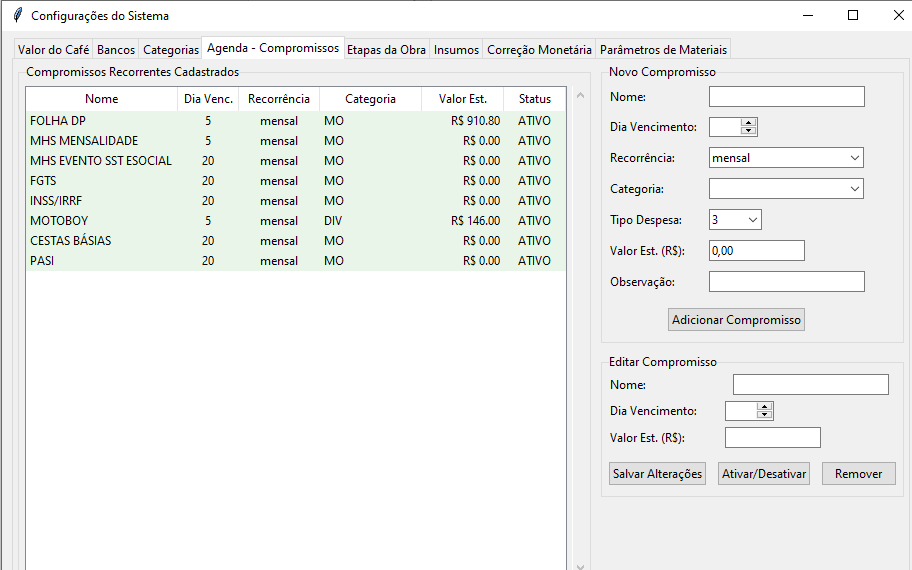 Configurações do Sistema
Valor do Café Bancos Categorias Agenda - Compromissos Etapas da Obra Insumos Correção Monetária Parâmetros de Materiais
Compromissos Recorrentes Cadastrados
Nome Dia Venc. Recorrência Categoria Valor Est. Status
FOLHA DP 5 mensal MO R$ 910.80 ATIVO
MHS MENSALIDADE 5 mensal MO R$ 0.00 ATIVO
MHS EVENTO SST ESOCIAL 20 mensal MO R$ 0.00 ATIVO
FGTS 20 mensal MO R$ 0.00 ATIVO
INSS/IRRF 20 mensal MO R$ 0.00 ATIVO
MOTOBOY 5 mensal DIV R$ 146.00 ATIVO
CESTAS BÁSIAS 20 mensal MO R$ 0.00 ATIVO
PASI 20 mensal MO R$ 0.00 ATIVO
Novo Compromisso
Nome:
Dia Vencimento:
Recorrência: mensal
Categoria:
Tipo Despesa: 3
Valor Est. (R$): 0,00
Observação:
Adicionar Compromisso
Editar Compromisso
Nome:
Dia Vencimento:
Valor Est. (R$):
Salvar Alterações Ativar/Desativar Remover